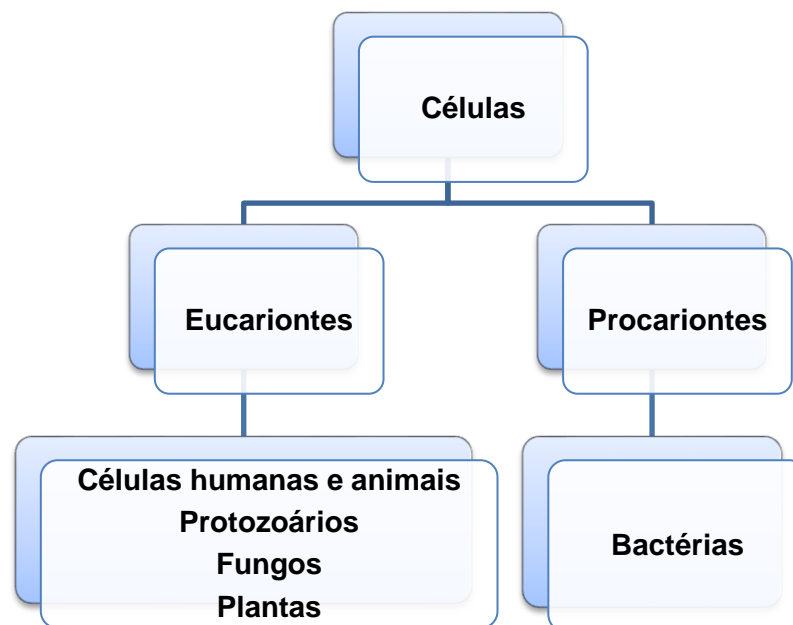 Células
Eucariontes
Procariontes
Células humanas e animais
Protozoários
Fungos
Plantas
Bactérias